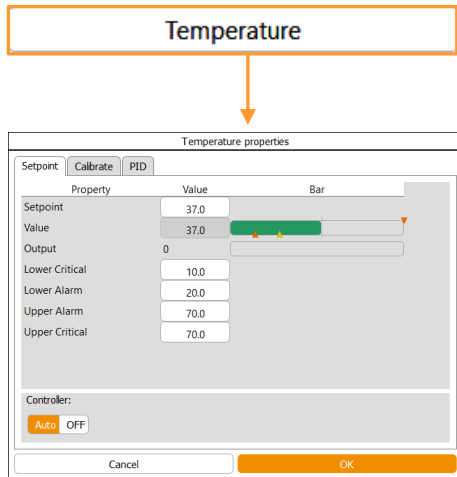 Temperature
Temperature properties
Setpoint Calibrate PID
Property Value Bar
Setpoint 37.0
Value 37.0
Output 0
Lower Critical 10.0
Lower Alarm 20.0
Upper Alarm 70.0
Upper Critical 70.0
Controller:
Auto OFF
Cancel OK